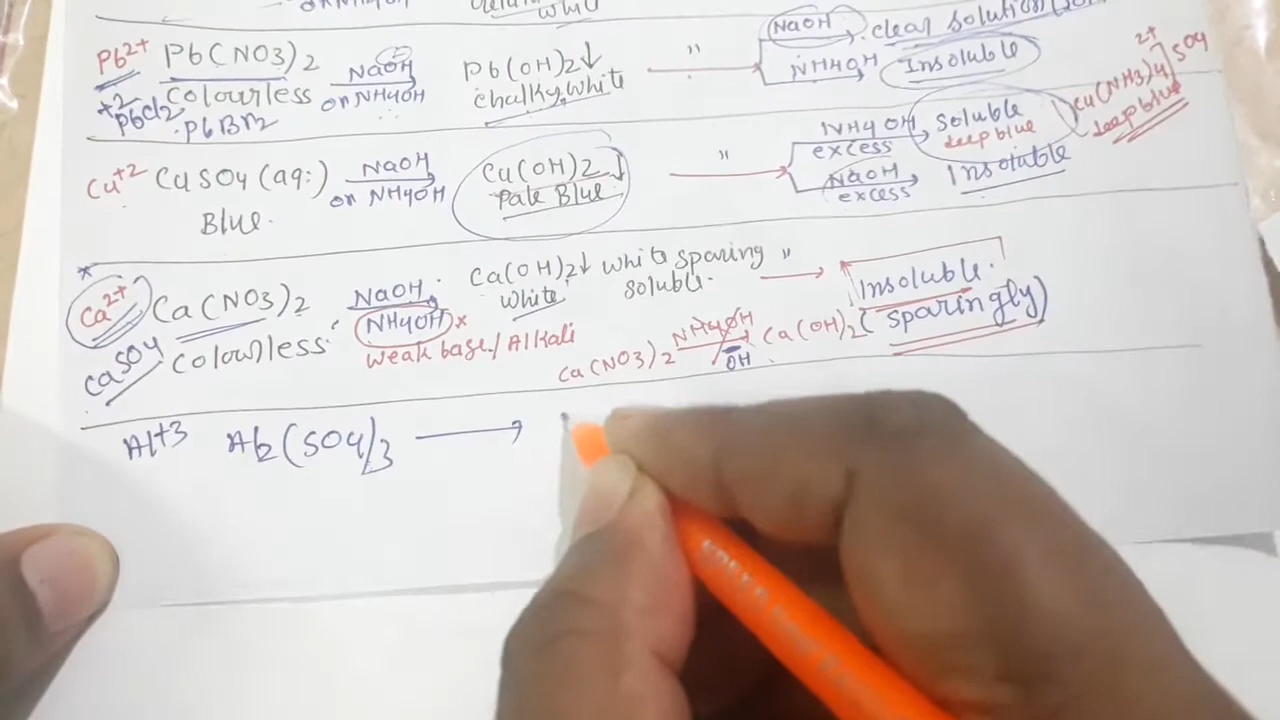 or NH4OH
white
Pb2+ Pb(NO3)2 NaOH Pb(OH)2↓ " NaOH clear solution
or NH4OH chalky white NH4OH Insoluble
+2 colourless
PbCl2
PbBr2
Cu+2 CuSO4 (aq:) NaOH Cu(OH)2↓ " NH4OH soluble [Cu(NH3)4]2+ SO4
or NH4OH Pale Blue excess deep blue deep blue
Blue. NaOH Insoluble
excess
* Ca2+ Ca(NO3)2 NaOH Ca(OH)2↓ white sparing " Insoluble.
NH4OH x white soluble. (sparingly)
CaSO4 colourless weak base/Alkali Ca(NO3)2 NH4OH Ca(OH)2
OH
Al+3 Al2(SO4)3